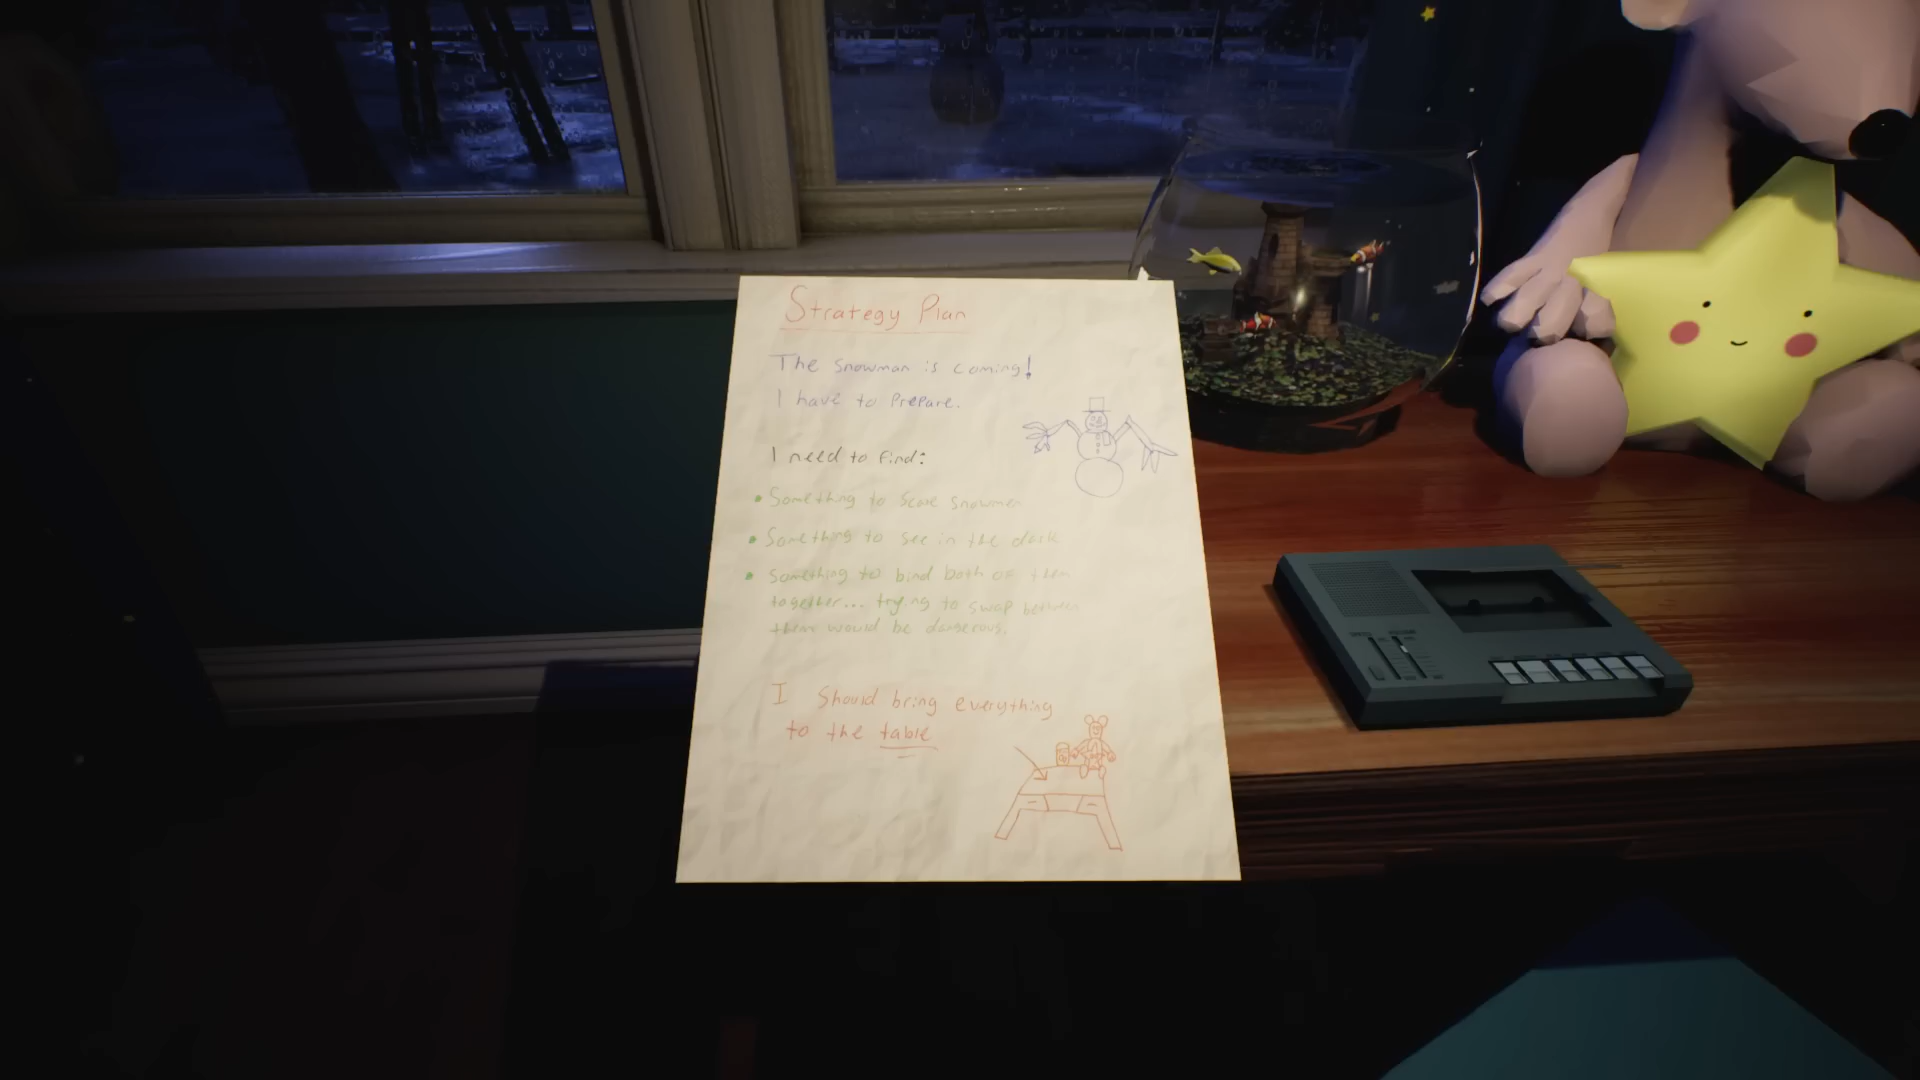 Strategy Plan
The snowman is coming!
I have to Prepare.
I need to find:
• Something to scare snowmen
• Something to see in the dark
• Something to bind both of them
together... trying to swap between
them would be dangerous.
I Should bring everything
to the table